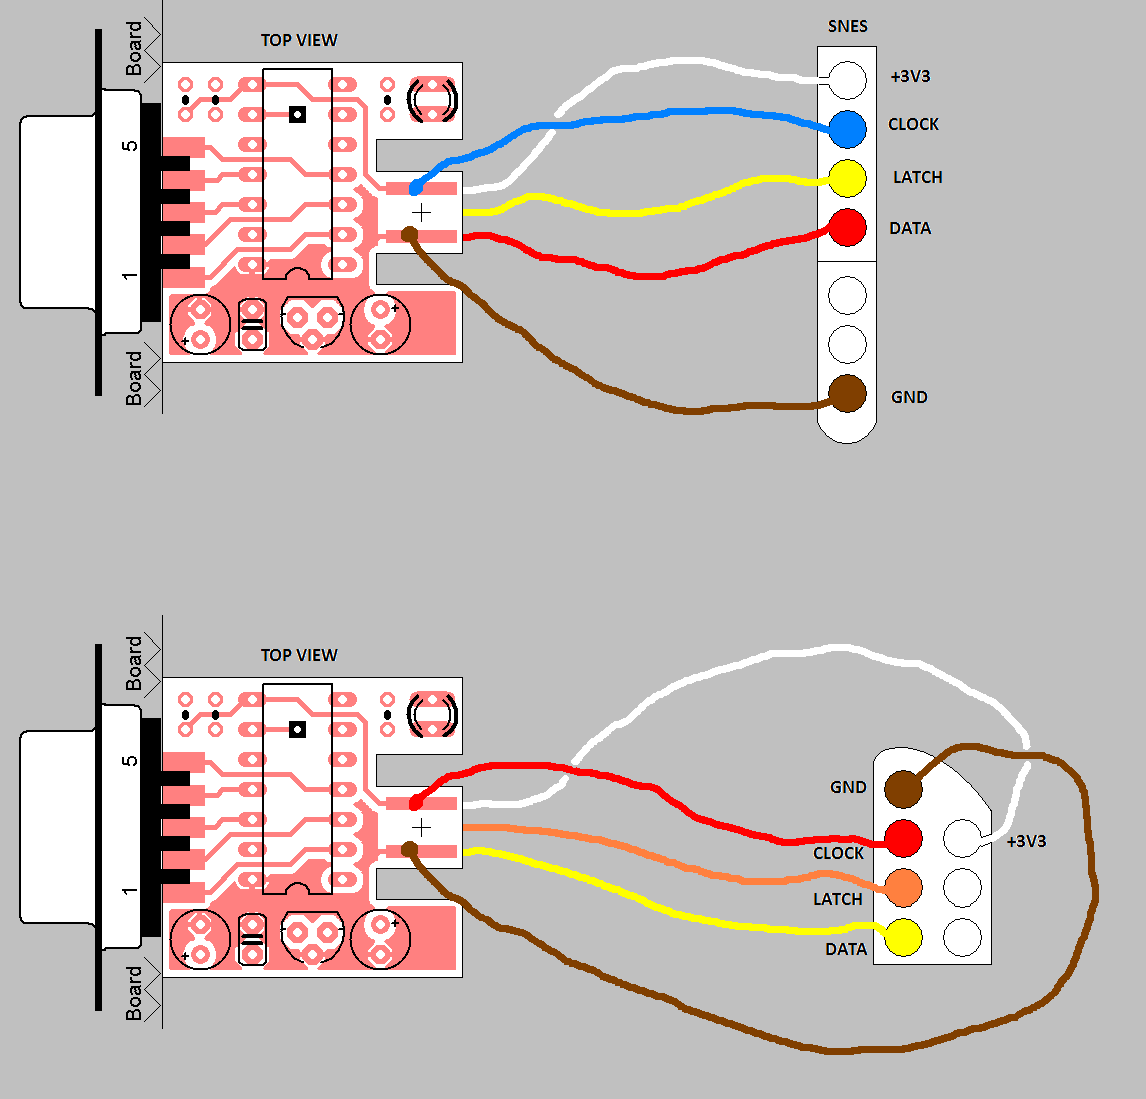 Board
TOP VIEW
SNES
+3V3
5
CLOCK
LATCH
DATA
1
+
+
Board
GND
Board
TOP VIEW
5
GND
+3V3
CLOCK
1
LATCH
+
DATA
+
Board